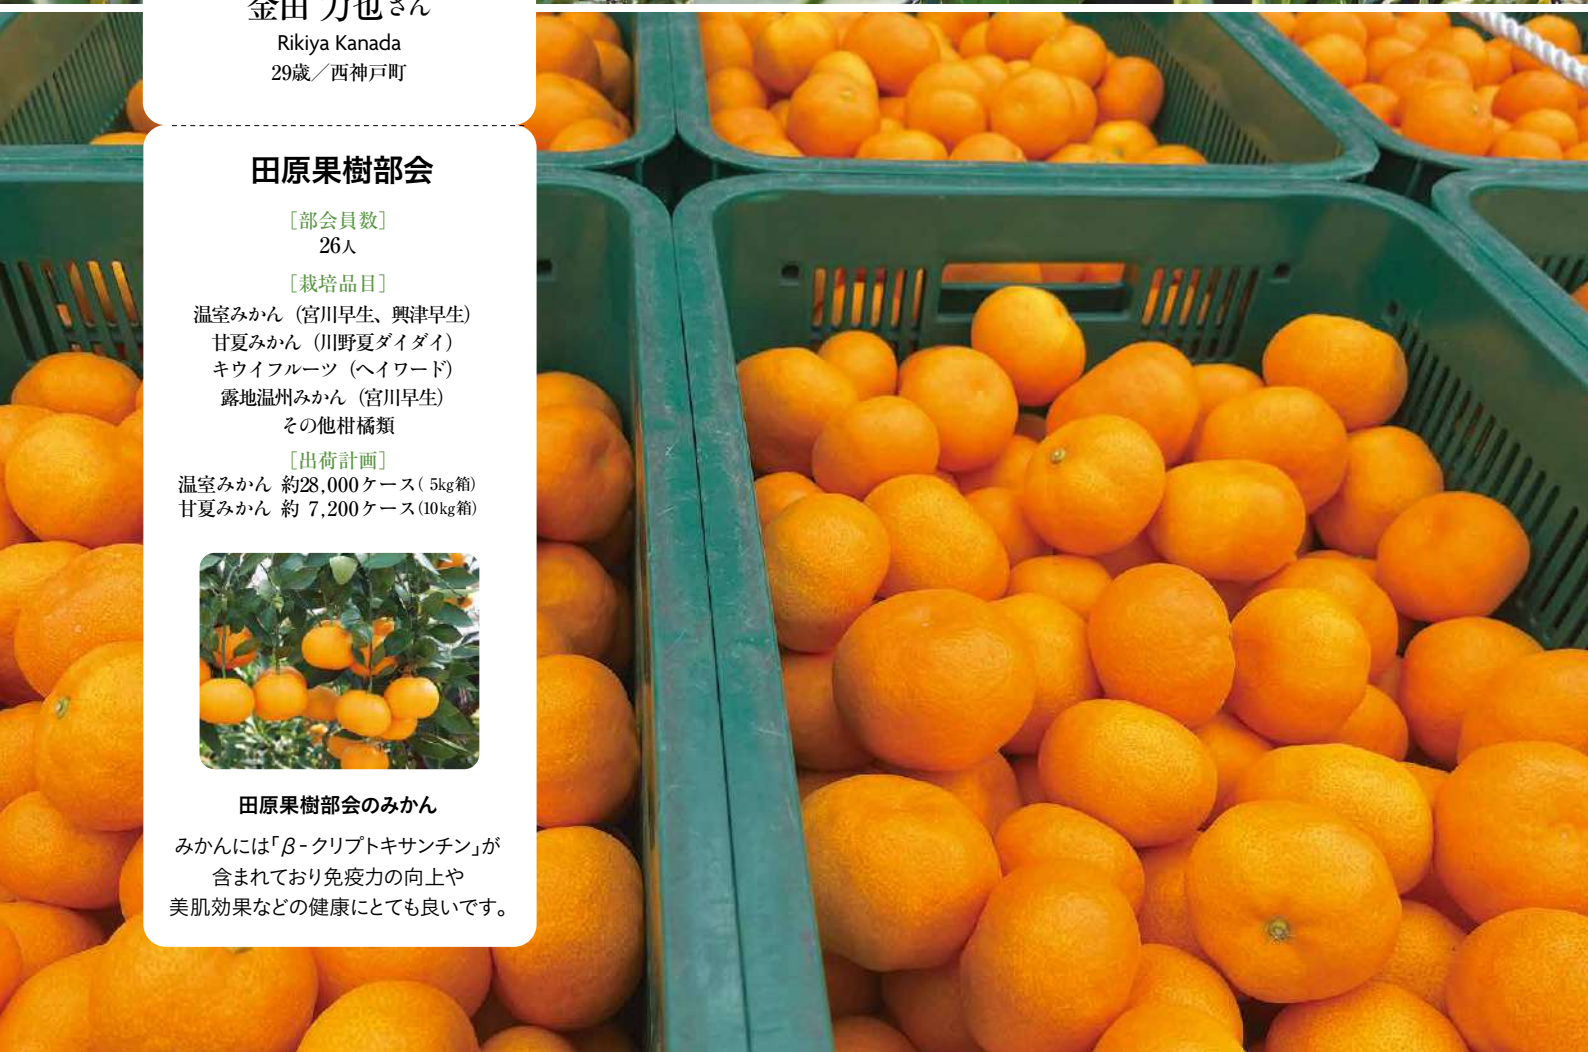 金田 力也さん
Rikiya Kanada
29歳／西神戸町
田原果樹部会
［部会員数］
26人
［栽培品目］
温室みかん（宮川早生、興津早生）
甘夏みかん（川野夏ダイダイ）
キウイフルーツ（ヘイワード）
露地温州みかん（宮川早生）
その他柑橘類
［出荷計画］
温室みかん 約28,000ケース( 5kg箱)
甘夏みかん 約 7,200ケース(10kg箱)
田原果樹部会のみかん
みかんには「β-クリプトキサンチン」が
含まれており免疫力の向上や
美肌効果などの健康にとても良いです。